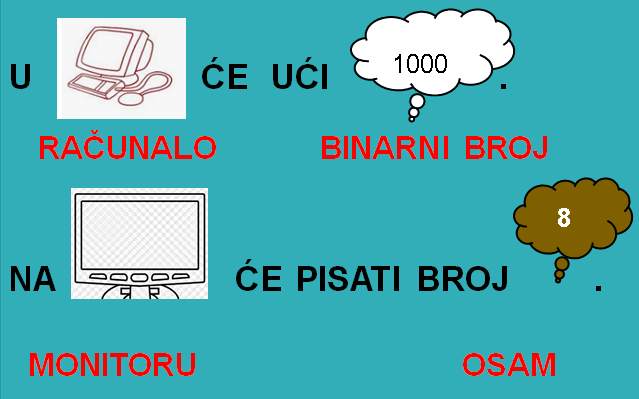 U ĆE UĆI 1000 .
RAČUNALO BINARNI BROJ
NA ĆE PISATI BROJ 8 .
MONITORU OSAM